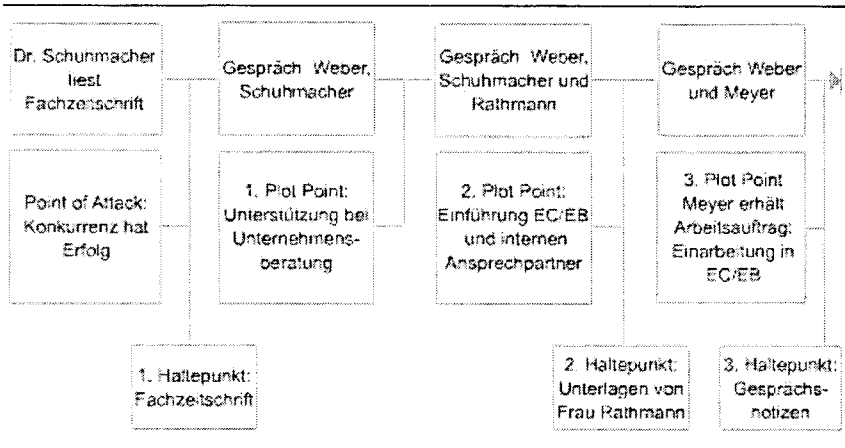 Dr. Schuhmacher
liest
Fachzeitschrift
Gespräch Weber,
Schuhmacher
Gespräch Weber,
Schuhmacher und
Rathmann
Gespräch Weber
und Meyer
Point of Attack:
Konkurrenz hat
Erfolg
1. Plot Point:
Unterstützung bei
Unternehmens-
beratung
2. Plot Point:
Einführung EC/EB
und internen
Ansprechpartner
3. Plot Point
Meyer erhält
Arbeitsauftrag:
Einarbeitung in
EC/EB
1. Haltepunkt:
Fachzeitschrift
2. Haltepunkt:
Unterlagen von
Frau Rathmann
3. Haltepunkt:
Gesprächs-
notizen